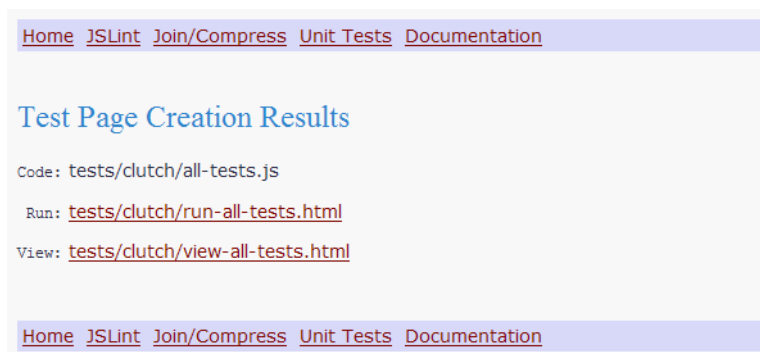 Home JSLint Join/Compress Unit Tests Documentation
Test Page Creation Results
Code: tests/clutch/all-tests.js
Run: tests/clutch/run-all-tests.html
View: tests/clutch/view-all-tests.html
Home JSLint Join/Compress Unit Tests Documentation